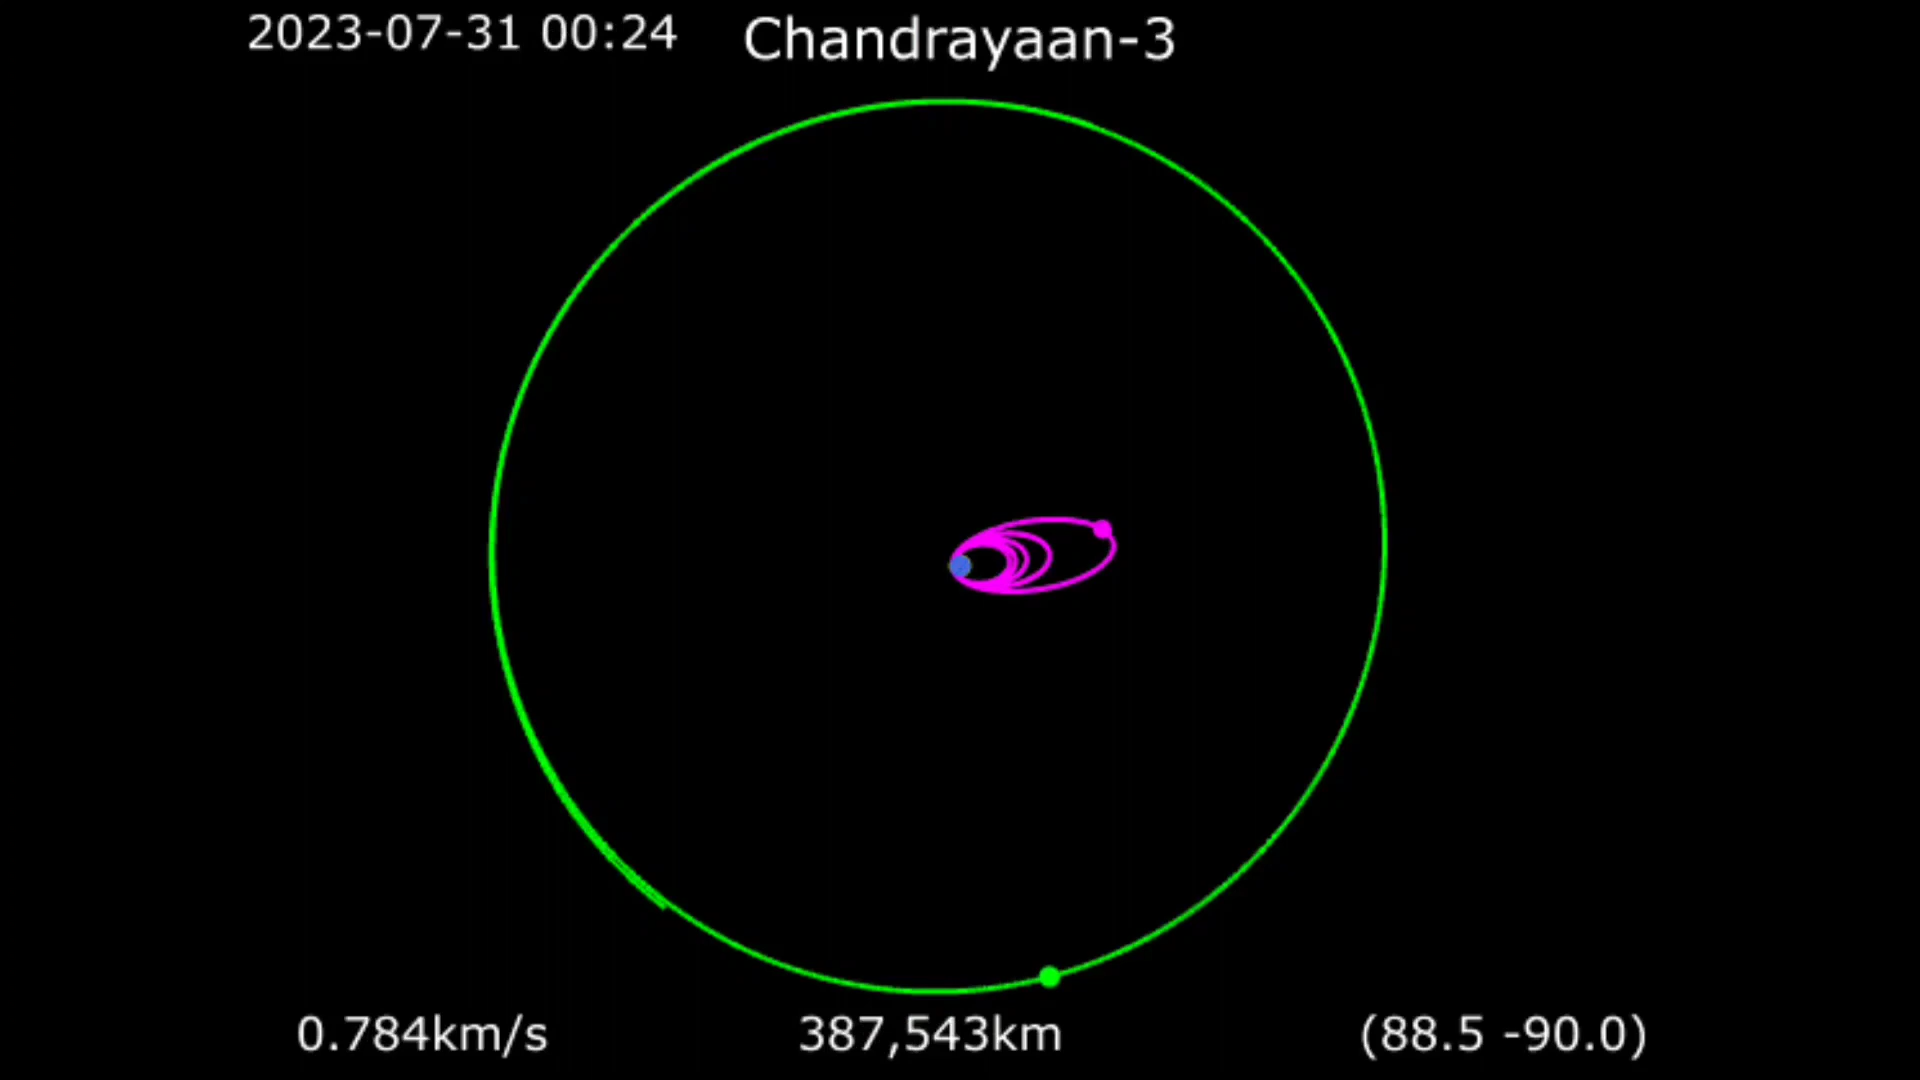 2023-07-31 00:24
Chandrayaan-3
0.784km/s
387,543km
(88.5 -90.0)